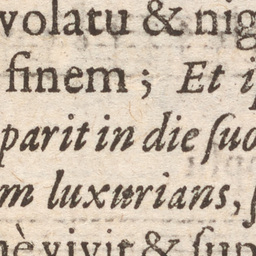 volatu & nig
finem; Et i
parit in die ſuo
m luxurians, ſ
nè vivit & ſup